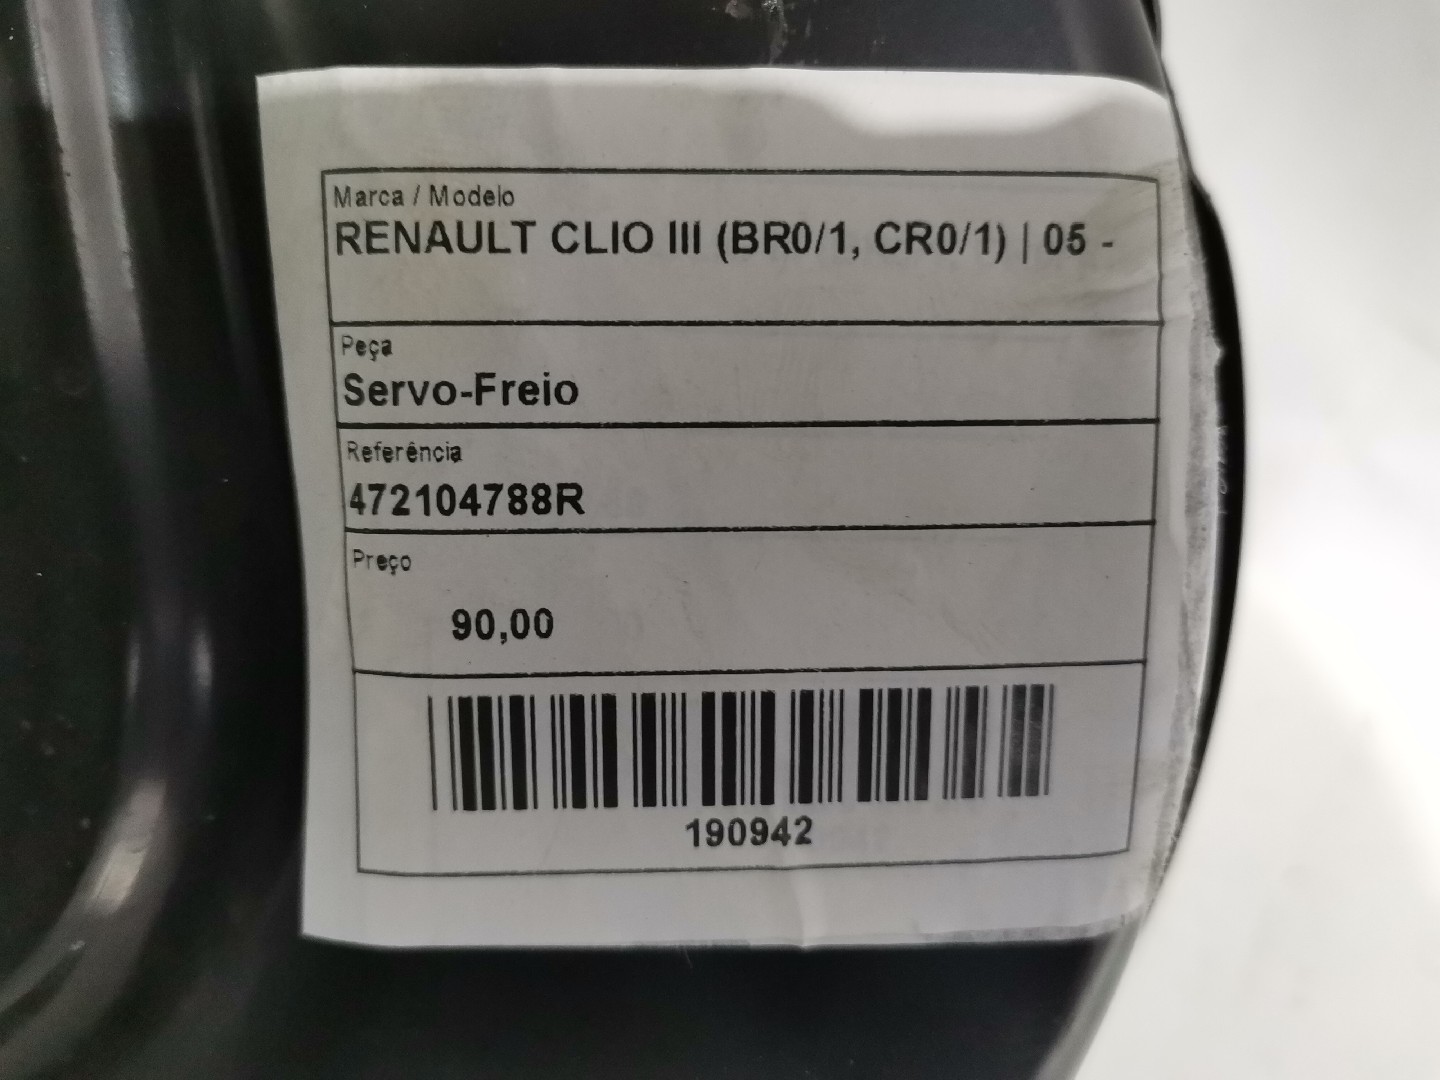 Marca / Modelo
RENAULT CLIO III (BR0/1, CR0/1) | 05 -
Peça
Servo-Freio
Referência
472104788R
Preço
90,00
190942